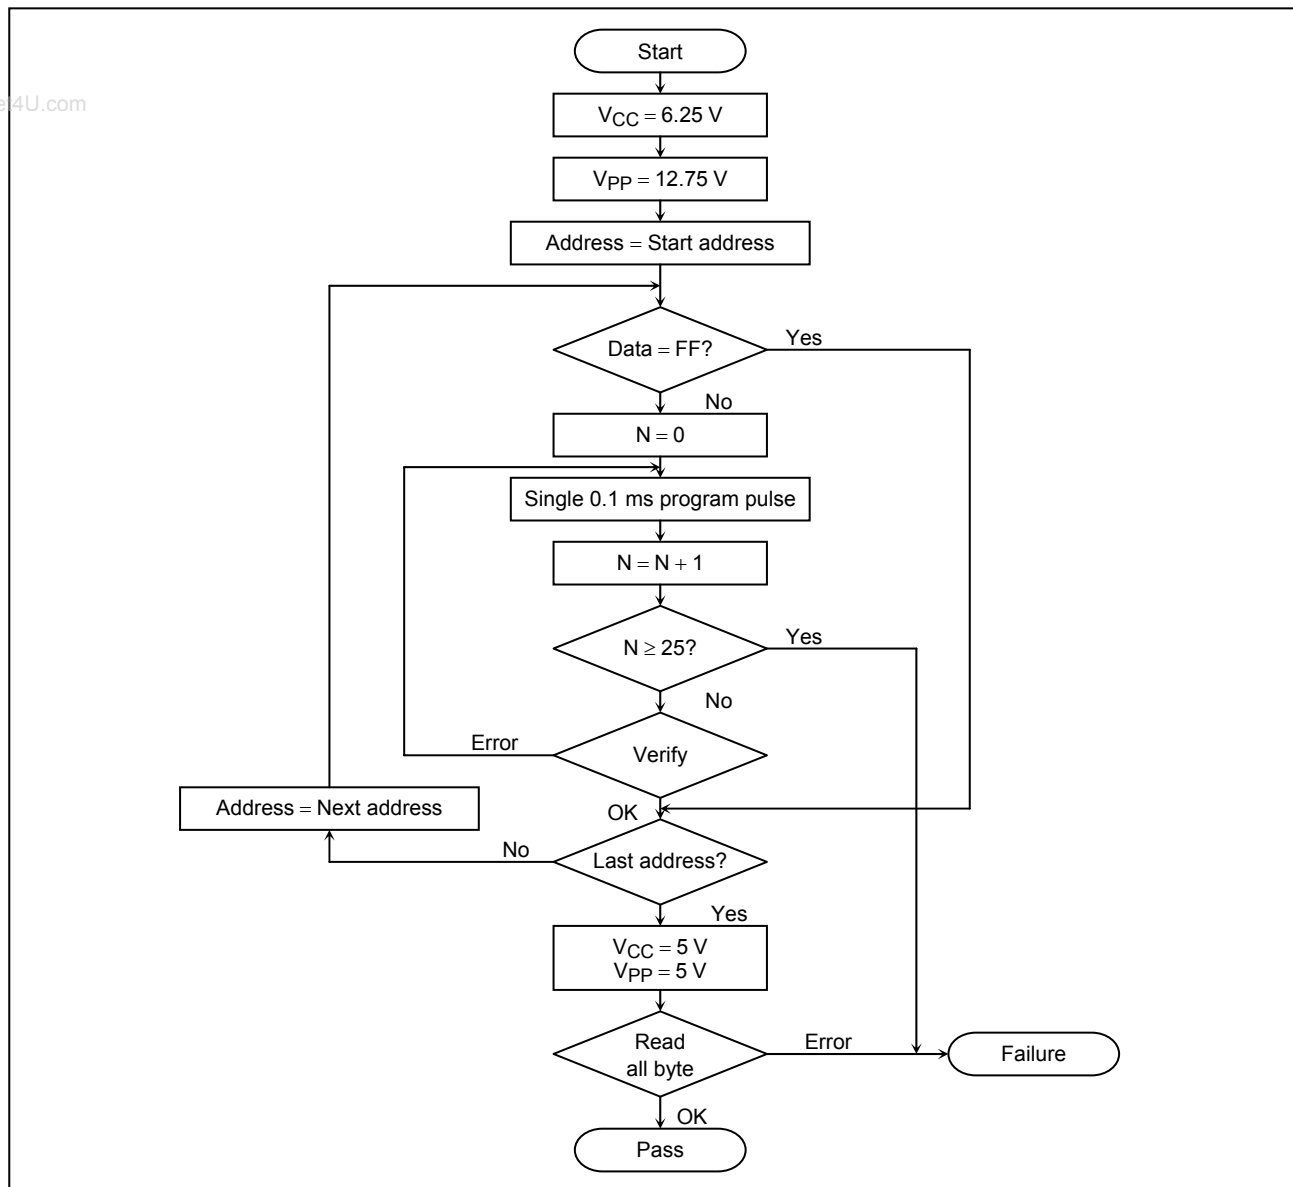 Start
et4U.com
VCC = 6.25 V
VPP = 12.75 V
Address = Start address
Data = FF?
Yes
No
N = 0
Single 0.1 ms program pulse
N = N + 1
N ≥ 25?
Yes
No
Error
Verify
Address = Next address
OK
No
Last address?
Yes
VCC = 5 V
VPP = 5 V
Read
all byte
Error
Failure
OK
Pass